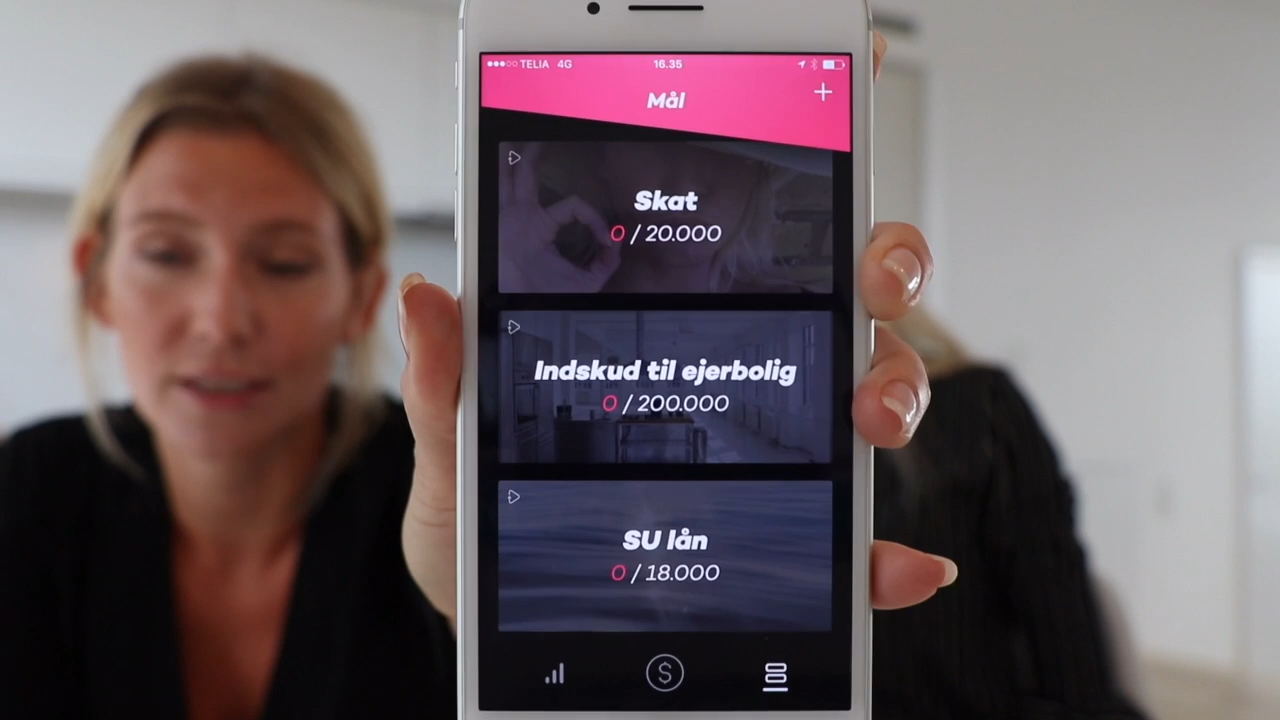 TELIA 4G 16.35
Mål
Skat
0 / 20.000
Indskud til ejerbolig
0 / 200.000
SU lån
0 / 18.000
$